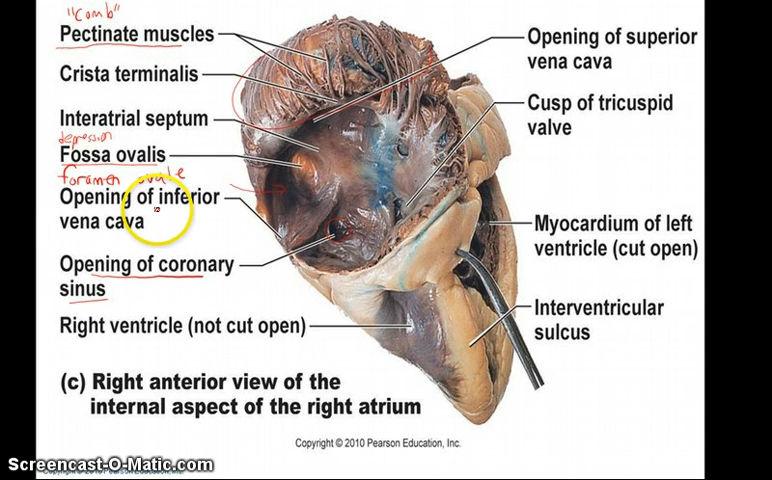 "Comb"
Pectinate muscles
Crista terminalis
Interatrial septum
depression
Fossa ovalis
foramen ovale
Opening of inferior
vena cava
Opening of coronary
sinus
Right ventricle (not cut open)
Opening of superior
vena cava
Cusp of tricuspid
valve
Myocardium of left
ventricle (cut open)
Interventricular
sulcus
(c) Right anterior view of the
internal aspect of the right atrium
Copyright © 2010 Pearson Education, Inc.
Screencast-O-Matic.com